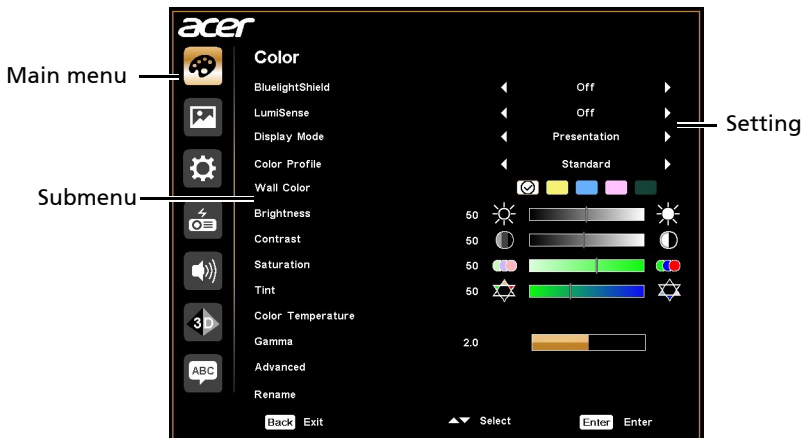 acer
Color
Main menu
BluelightShield Off
LumiSense Off
Setting
Display Mode Presentation
Color Profile Standard
Wall Color
Submenu
Brightness 50
Contrast 50
Saturation 50
Tint 50
Color Temperature
3D
Gamma 2.0
Advanced
ABC
Rename
Back Exit Select Enter Enter